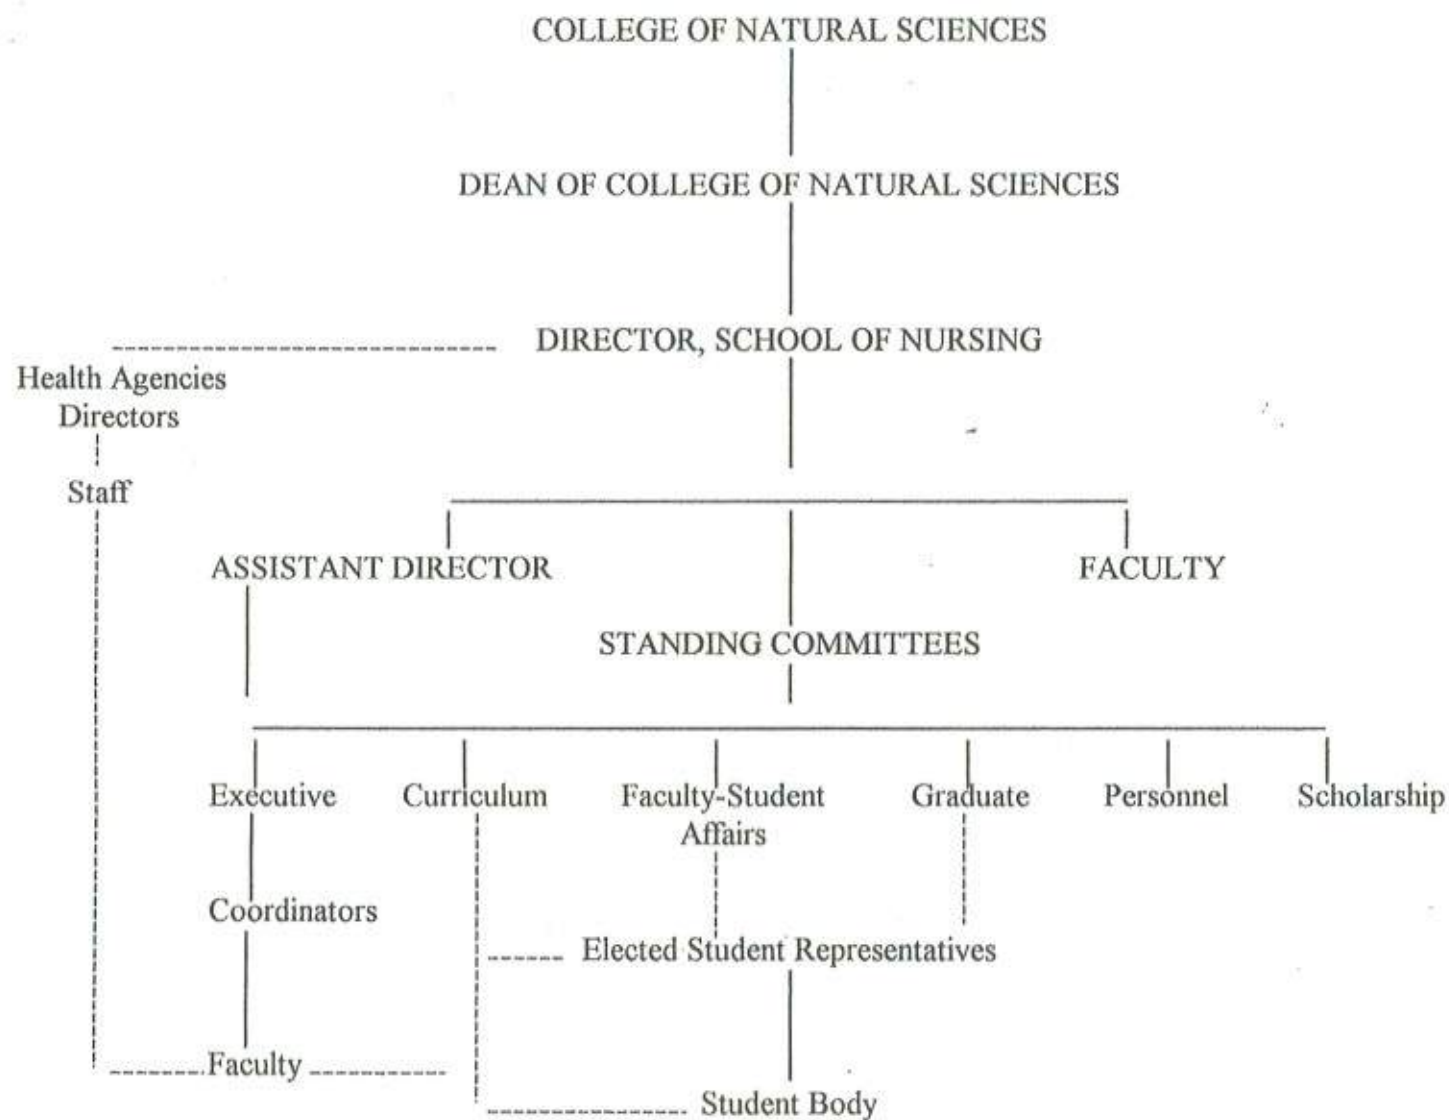 COLLEGE OF NATURAL SCIENCES
DEAN OF COLLEGE OF NATURAL SCIENCES
DIRECTOR, SCHOOL OF NURSING
Health Agencies
Directors
Staff
ASSISTANT DIRECTOR
FACULTY
STANDING COMMITTEES
Executive
Curriculum
Faculty-Student
Affairs
Graduate
Personnel
Scholarship
Coordinators
Elected Student Representatives
Faculty
Student Body